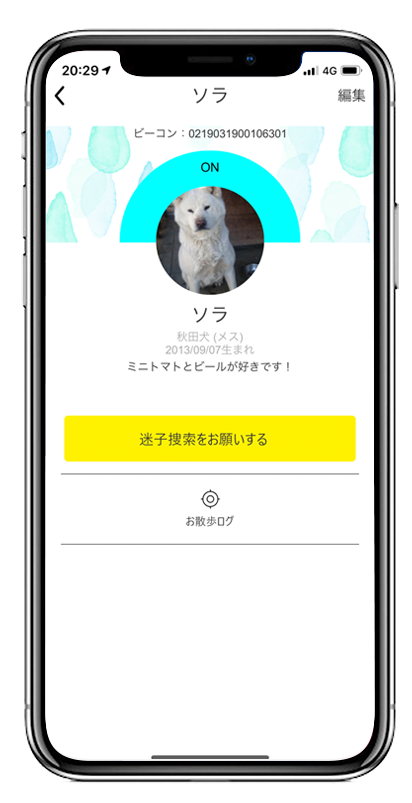 20:29 4G
ソラ 編集
ビーコン：0219031900106301
ON
ソラ
秋田犬 (メス)
2013/09/07生まれ
ミニトマトとビールが好きです！
迷子捜索をお願いする
お散歩ログ